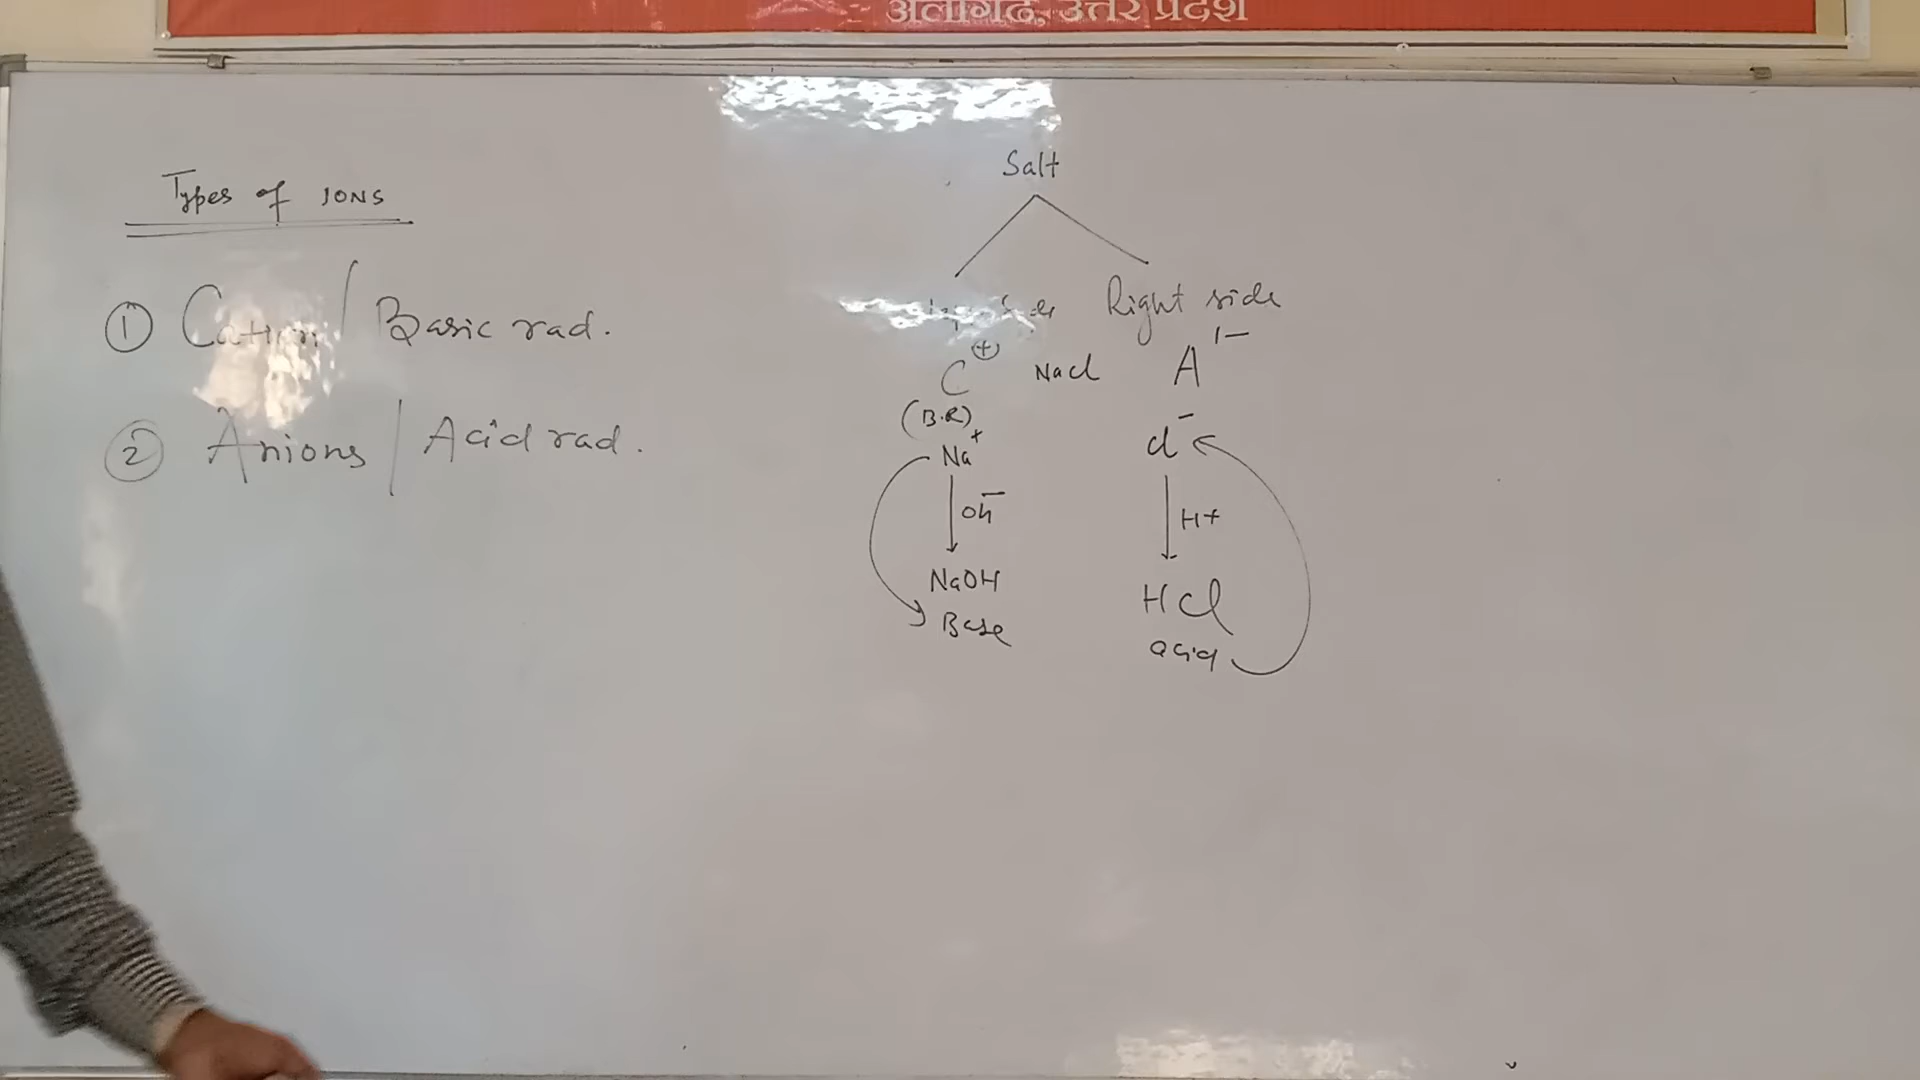 अलीगढ़, उत्तर प्रदेश
Types of IONS
① Cation / Basic rad.
② Anions / Acid rad.
Salt
Right side
C⁺ NaCl A¹⁻
(B.R)
Na⁺ Cl⁻
OH⁻ H+
NaOH HCl
Base acid